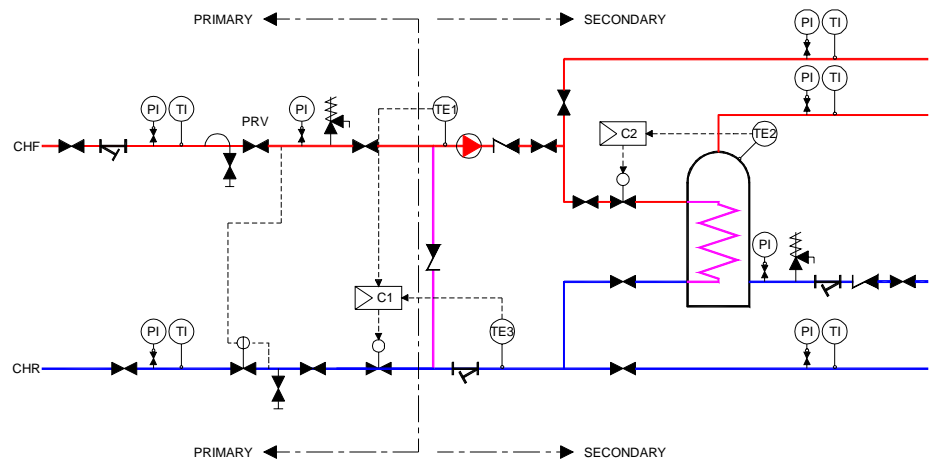 PRIMARY SECONDARY
PI TI
PI TI PI TE1 PI TI
PRV
C2 TE2
CHF
PI
C1
PI TI TE3 PI TI
CHR
PRIMARY SECONDARY